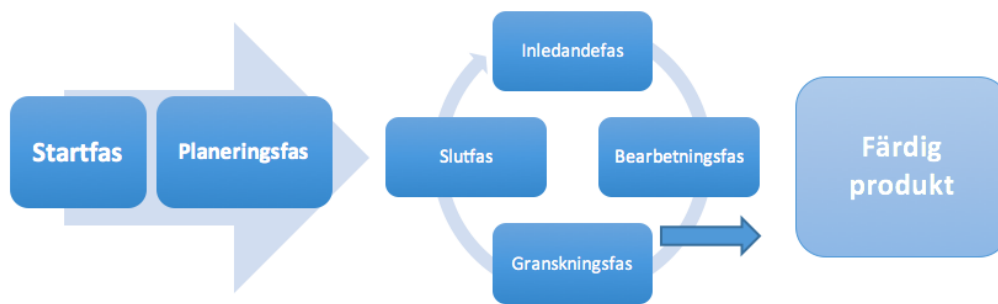 Startfas
Planeringsfas
Inledandefas
Bearbetningsfas
Granskningsfas
Slutfas
Färdig
produkt